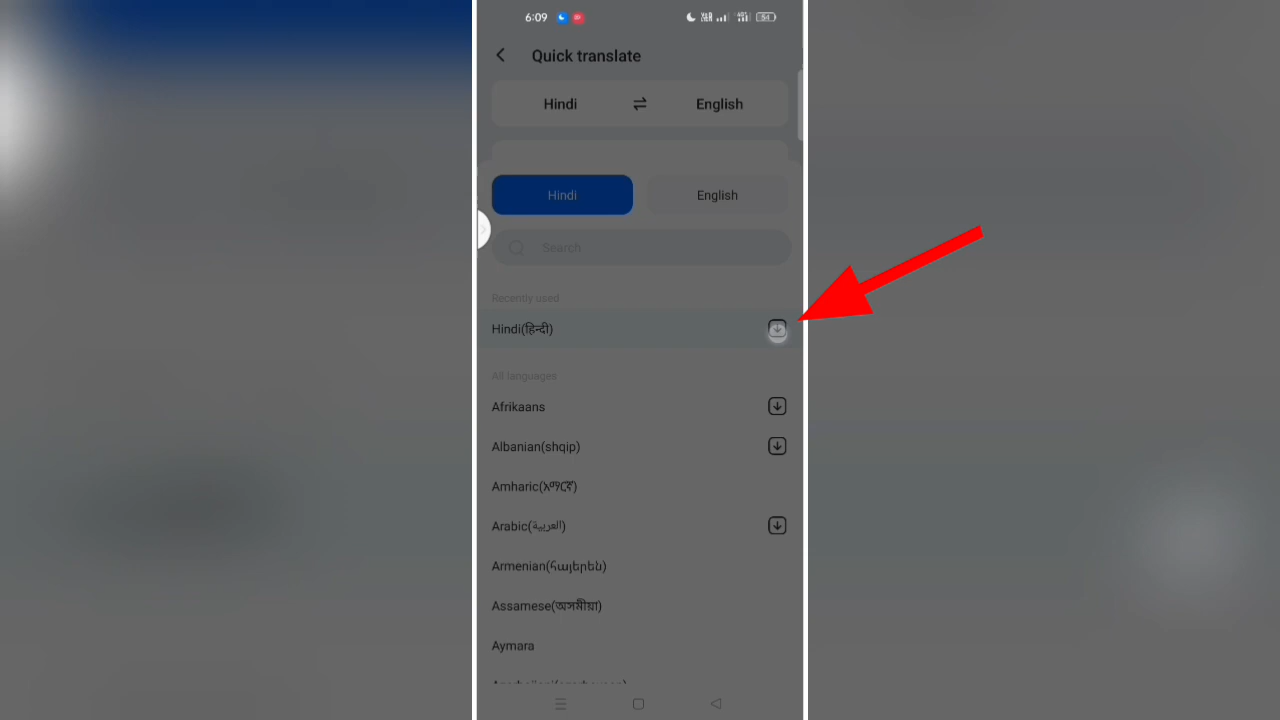 6:09
54
Quick translate
Hindi
English
Hindi
English
Search
Recently used
Hindi(हिन्दी)
All languages
Afrikaans
Albanian(shqip)
Amharic(አማርኛ)
Arabic(العربية)
Armenian(հայերեն)
Assamese(অসমীয়া)
Aymara